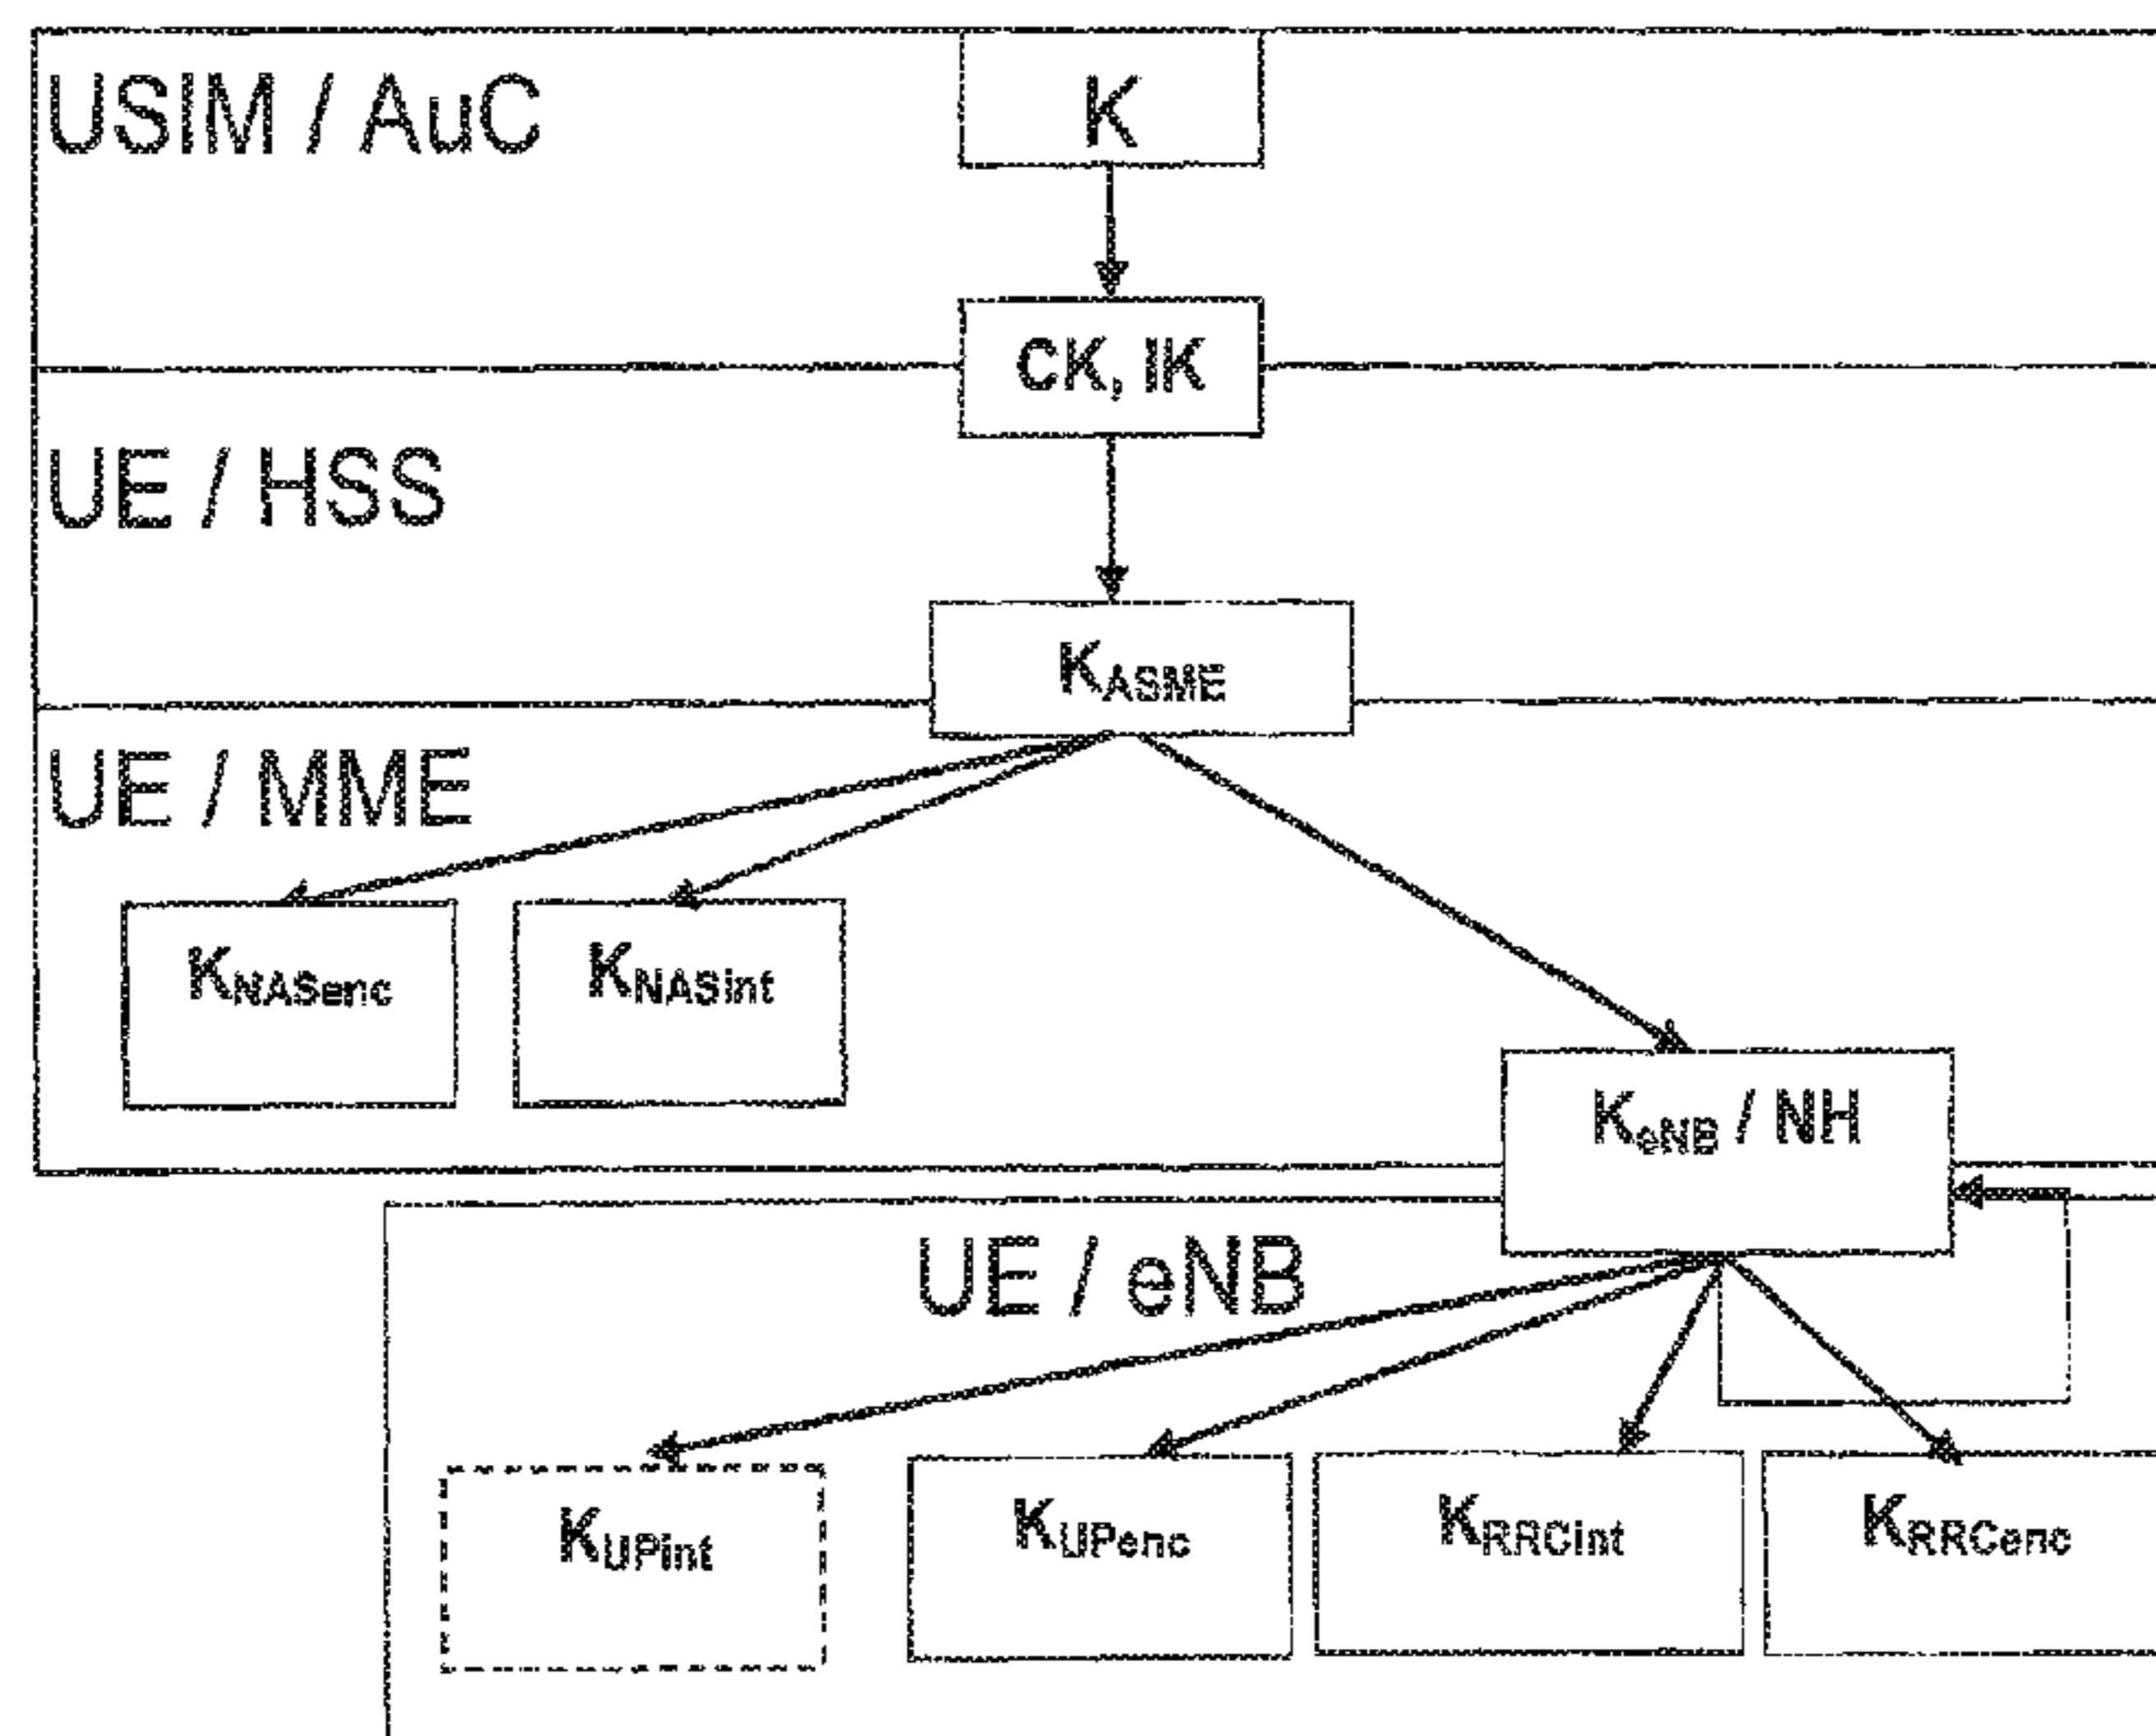 USIM / AuC
K
CK, IK
UE / HSS
KASME
UE / MME
KNASenc
KNASint
KeNB / NH
UE / eNB
KUPint
KUPenc
KRRCint
KRRCenc